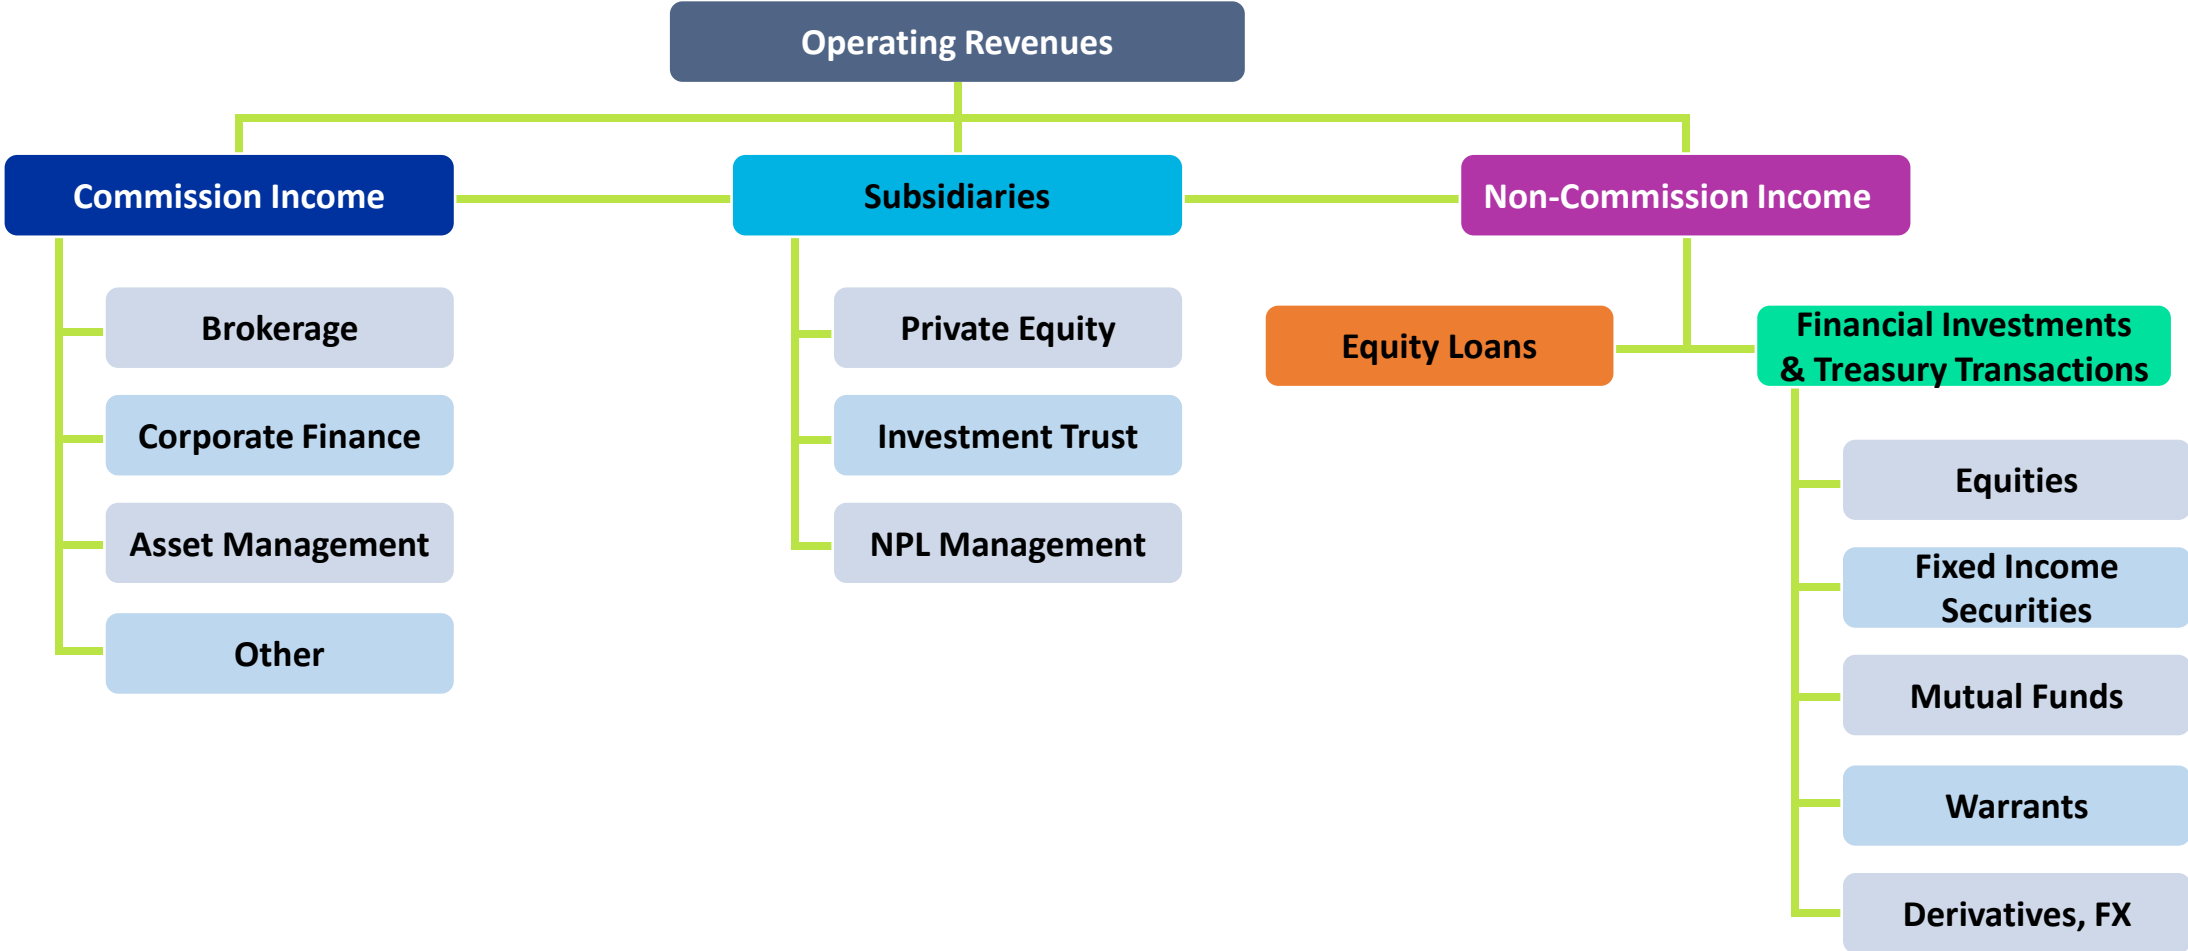 Operating Revenues
Commission Income
Subsidiaries
Non-Commission Income
Brokerage
Corporate Finance
Asset Management
Other
Private Equity
Investment Trust
NPL Management
Equity Loans
Financial Investments
& Treasury Transactions
Equities
Fixed Income
Securities
Mutual Funds
Warrants
Derivatives, FX